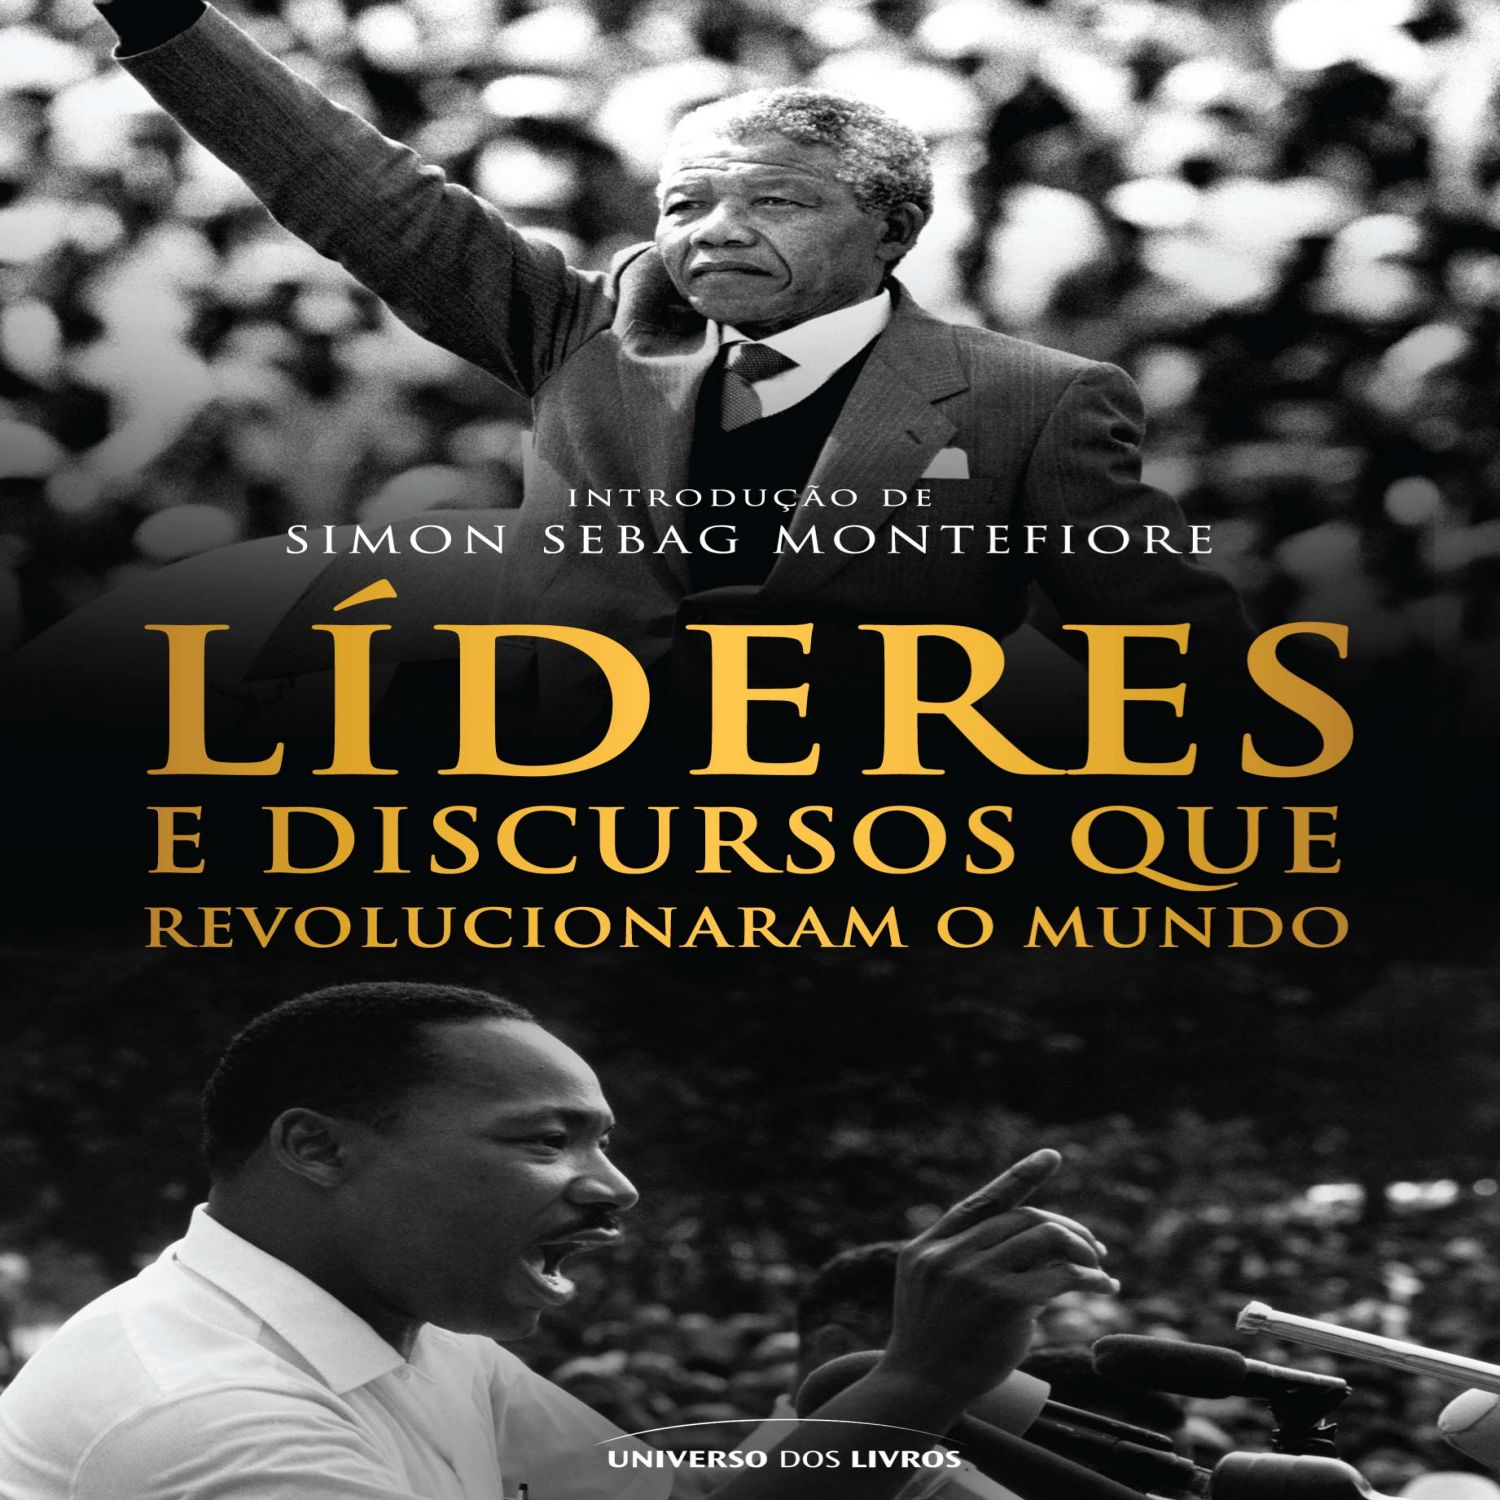 INTRODUÇÃO DE
SIMON SEBAG MONTEFIORE
LÍDERES
E DISCURSOS QUE
REVOLUCIONARAM O MUNDO
UNIVERSO DOS LIVROS